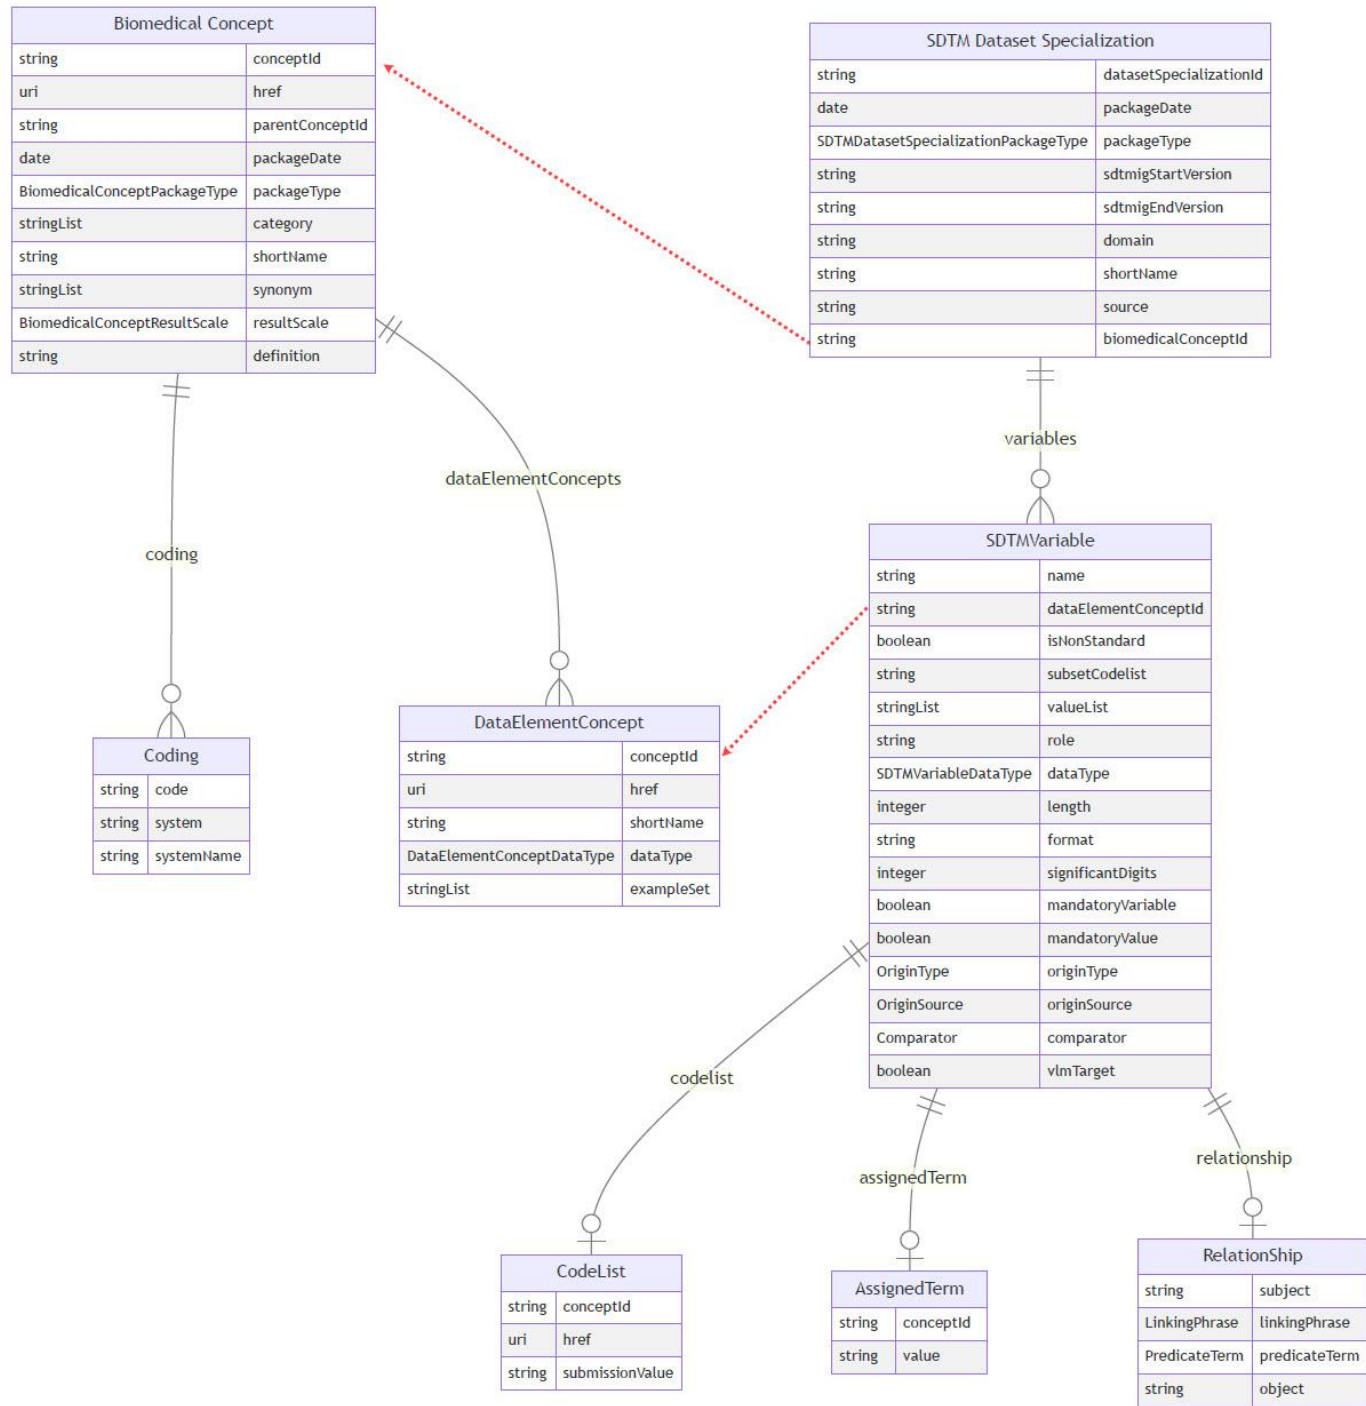 Biomedical Concept
string conceptId
uri href
string parentConceptId
date packageDate
BiomedicalConceptPackageType packageType
stringList category
string shortName
stringList synonym
BiomedicalConceptResultScale resultScale
string definition
SDTM Dataset Specialization
string datasetSpecializationId
date packageDate
SDTMDatasetSpecializationPackageType packageType
string sdtmigStartVersion
string sdtmigEndVersion
string domain
string shortName
string source
string biomedicalConceptId
variables
dataElementConcepts
coding
SDTMVariable
string name
string dataElementConceptId
boolean isNonStandard
string subsetCodelist
stringList valueList
string role
SDTMVariableDataType dataType
integer length
string format
integer significantDigits
boolean mandatoryVariable
boolean mandatoryValue
OriginType originType
OriginSource originSource
Comparator comparator
boolean vlmTarget
Coding
string code
string system
string systemName
DataElementConcept
string conceptId
uri href
string shortName
DataElementConceptDataType dataType
stringList exampleSet
codelist
assignedTerm
relationship
CodeList
string conceptId
uri href
string submissionValue
AssignedTerm
string conceptId
string value
RelationShip
string subject
LinkingPhrase linkingPhrase
PredicateTerm predicateTerm
string object